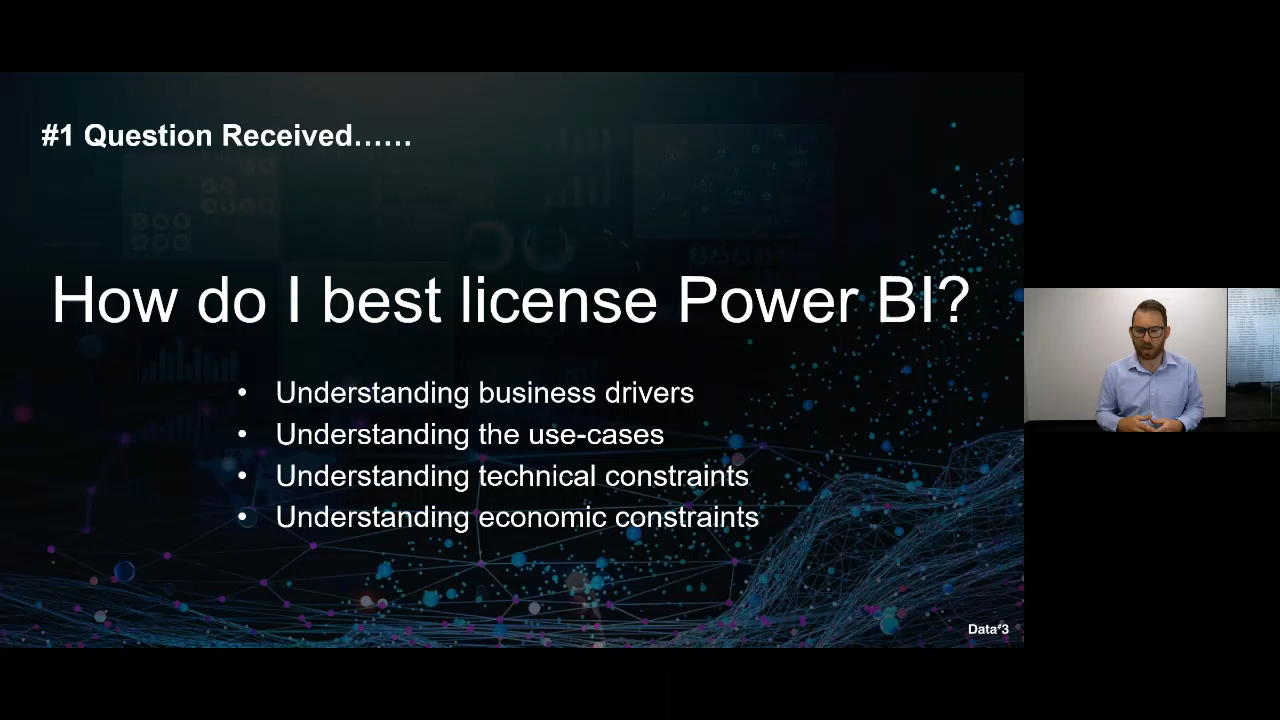 #1 Question Received......
How do I best license Power BI?
• Understanding business drivers
• Understanding the use-cases
• Understanding technical constraints
• Understanding economic constraints
Data#3